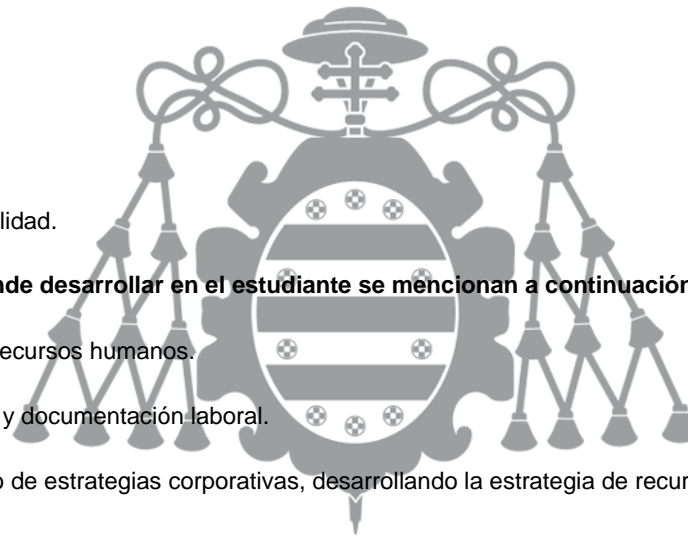 lidad.
nde desarrollar en el estudiante se mencionan a continuación
recursos humanos.
y documentación laboral.
o de estrategias corporativas, desarrollando la estrategia de recur